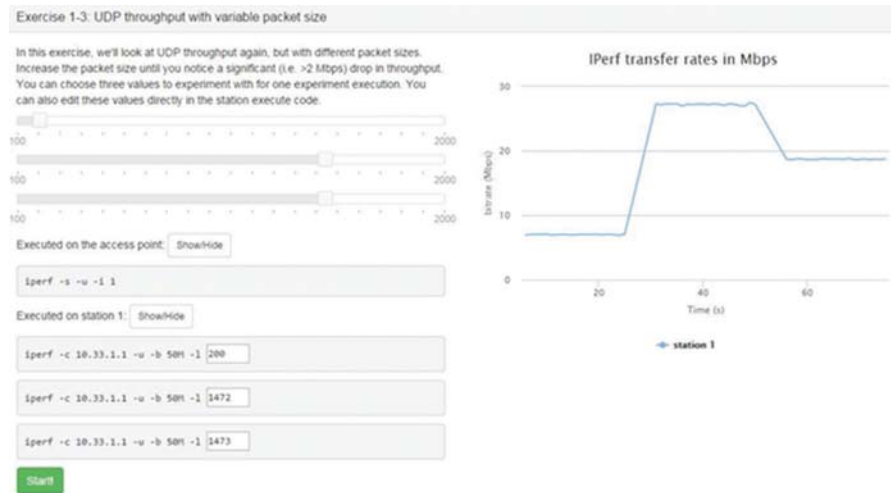 Exercise 1-3: UDP throughput with variable packet size
In this exercise, we'll look at UDP throughput again, but with different packet sizes.
Increase the packet size until you notice a significant (i.e. >2 Mbps) drop in throughput.
You can choose three values to experiment with for one experiment execution. You
can also edit these values directly in the station execute code.
100 2000
100 2000
100 2000
Executed on the access point: Show/Hide
iperf -s -u -i 1
Executed on station 1: Show/Hide
iperf -c 10.33.1.1 -u -b 50M -l 200
iperf -c 10.33.1.1 -u -b 50M -l 1472
iperf -c 10.33.1.1 -u -b 50M -l 1473
Start!
IPerf transfer rates in Mbps
bitrate (Mbps)
30
20
10
0
20 40 60
Time (s)
station 1